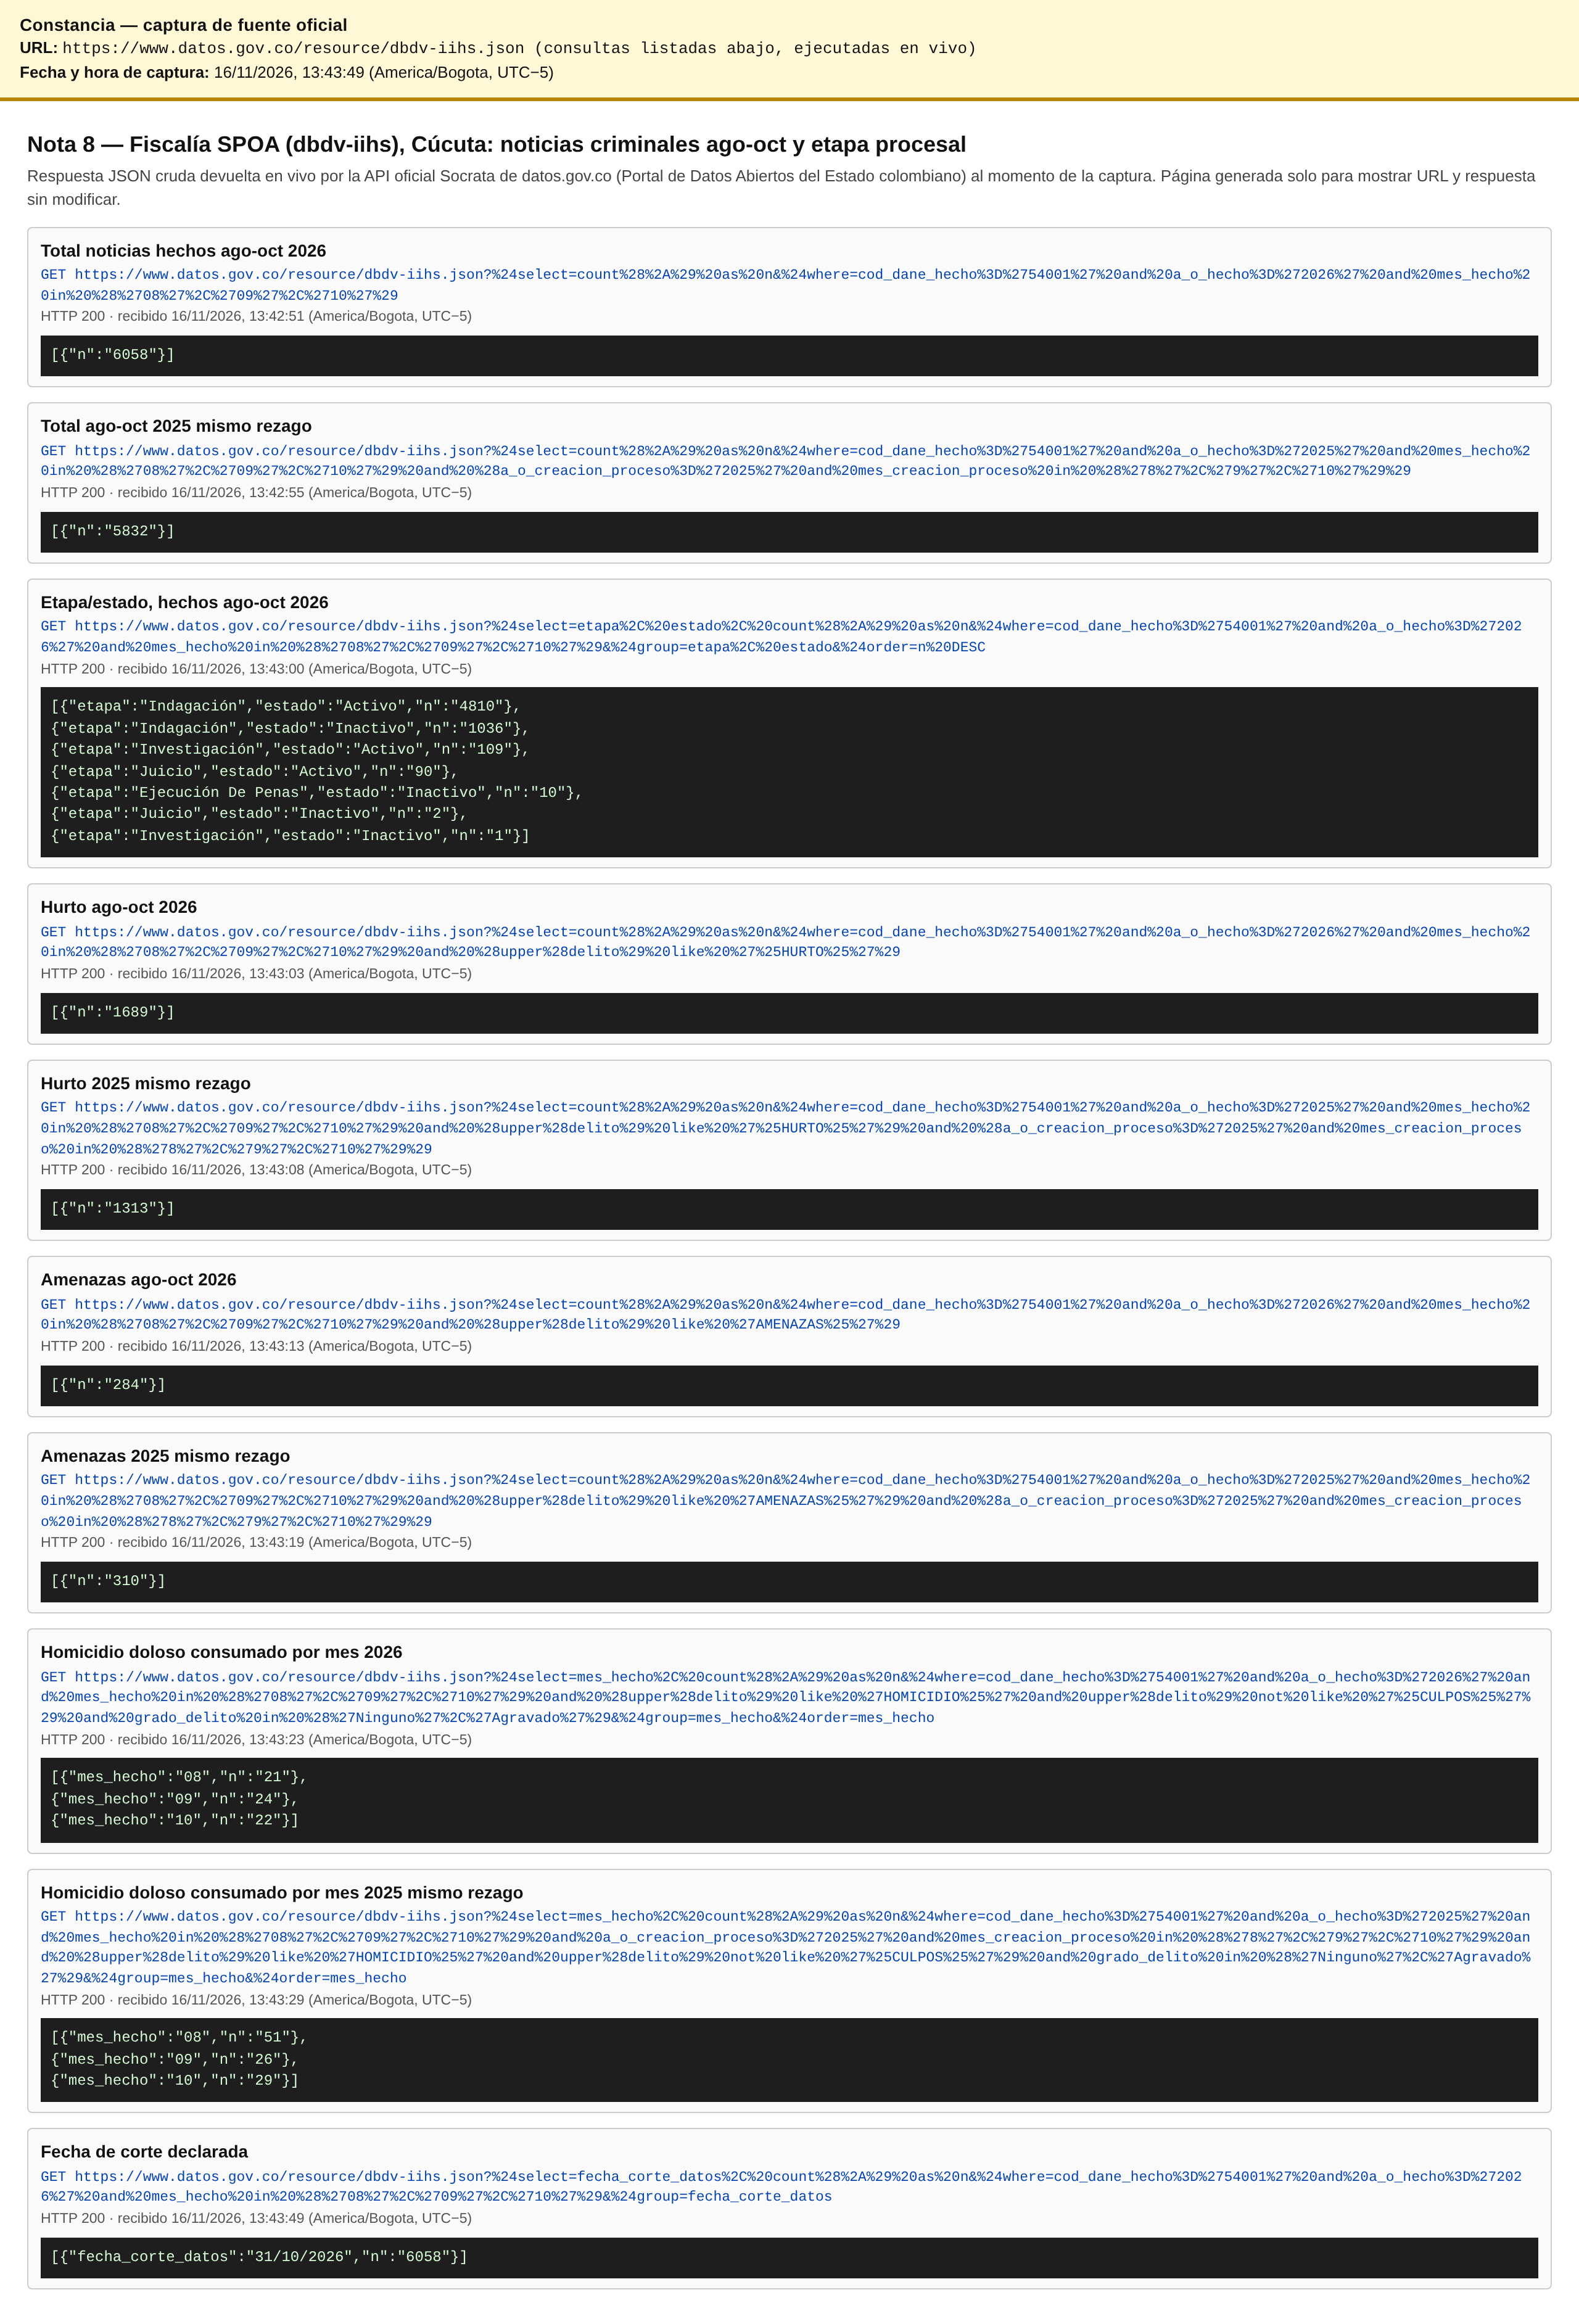 Constancia — captura de fuente oficial
URL: https://www.datos.gov.co/resource/dbdv-iihs.json (consultas listadas abajo, ejecutadas en vivo)
Fecha y hora de captura: 16/11/2026, 13:43:49 (America/Bogota, UTC−5)
Nota 8 — Fiscalía SPOA (dbdv-iihs), Cúcuta: noticias criminales ago-oct y etapa procesal
Respuesta JSON cruda devuelta en vivo por la API oficial Socrata de datos.gov.co (Portal de Datos Abiertos del Estado colombiano) al momento de la captura. Página generada solo para mostrar URL y respuesta
sin modificar.
Total noticias hechos ago-oct 2026
GET https://www.datos.gov.co/resource/dbdv-iihs.json?%24select=count%28%2A%29%20as%20n&%24where=cod_dane_hecho%3D%2754001%27%20and%20a_o_hecho%3D%272026%27%20and%20mes_hecho%2
0in%20%28%2708%27%2C%2709%27%2C%2710%27%29
HTTP 200 · recibido 16/11/2026, 13:42:51 (America/Bogota, UTC−5)
[{"n":"6058"}]
Total ago-oct 2025 mismo rezago
GET https://www.datos.gov.co/resource/dbdv-iihs.json?%24select=count%28%2A%29%20as%20n&%24where=cod_dane_hecho%3D%2754001%27%20and%20a_o_hecho%3D%272025%27%20and%20mes_hecho%2
0in%20%28%2708%27%2C%2709%27%2C%2710%27%29%20and%20%28a_o_creacion_proceso%3D%272025%27%20and%20mes_creacion_proceso%20in%20%28%278%27%2C%279%27%2C%2710%27%29%29
HTTP 200 · recibido 16/11/2026, 13:42:55 (America/Bogota, UTC−5)
[{"n":"5832"}]
Etapa/estado, hechos ago-oct 2026
GET https://www.datos.gov.co/resource/dbdv-iihs.json?%24select=etapa%2C%20estado%2C%20count%28%2A%29%20as%20n&%24where=cod_dane_hecho%3D%2754001%27%20and%20a_o_hecho%3D%27202
6%27%20and%20mes_hecho%20in%20%28%2708%27%2C%2709%27%2C%2710%27%29&%24group=etapa%2C%20estado&%24order=n%20DESC
HTTP 200 · recibido 16/11/2026, 13:43:00 (America/Bogota, UTC−5)
[{"etapa":"Indagación","estado":"Activo","n":"4810"},
{"etapa":"Indagación","estado":"Inactivo","n":"1036"},
{"etapa":"Investigación","estado":"Activo","n":"109"},
{"etapa":"Juicio","estado":"Activo","n":"90"},
{"etapa":"Ejecución De Penas","estado":"Inactivo","n":"10"},
{"etapa":"Juicio","estado":"Inactivo","n":"2"},
{"etapa":"Investigación","estado":"Inactivo","n":"1"}]
Hurto ago-oct 2026
GET https://www.datos.gov.co/resource/dbdv-iihs.json?%24select=count%28%2A%29%20as%20n&%24where=cod_dane_hecho%3D%2754001%27%20and%20a_o_hecho%3D%272026%27%20and%20mes_hecho%2
0in%20%28%2708%27%2C%2709%27%2C%2710%27%29%20and%20%28upper%28delito%29%20like%20%27%25HURTO%25%27%29
HTTP 200 · recibido 16/11/2026, 13:43:03 (America/Bogota, UTC−5)
[{"n":"1689"}]
Hurto 2025 mismo rezago
GET https://www.datos.gov.co/resource/dbdv-iihs.json?%24select=count%28%2A%29%20as%20n&%24where=cod_dane_hecho%3D%2754001%27%20and%20a_o_hecho%3D%272025%27%20and%20mes_hecho%2
0in%20%28%2708%27%2C%2709%27%2C%2710%27%29%20and%20%28upper%28delito%29%20like%20%27%25HURTO%25%27%29%20and%20%28a_o_creacion_proceso%3D%272025%27%20and%20mes_creacion_proces
o%20in%20%28%278%27%2C%279%27%2C%2710%27%29%29
HTTP 200 · recibido 16/11/2026, 13:43:08 (America/Bogota, UTC−5)
[{"n":"1313"}]
Amenazas ago-oct 2026
GET https://www.datos.gov.co/resource/dbdv-iihs.json?%24select=count%28%2A%29%20as%20n&%24where=cod_dane_hecho%3D%2754001%27%20and%20a_o_hecho%3D%272026%27%20and%20mes_hecho%2
0in%20%28%2708%27%2C%2709%27%2C%2710%27%29%20and%20%28upper%28delito%29%20like%20%27AMENAZAS%25%27%29
HTTP 200 · recibido 16/11/2026, 13:43:13 (America/Bogota, UTC−5)
[{"n":"284"}]
Amenazas 2025 mismo rezago
GET https://www.datos.gov.co/resource/dbdv-iihs.json?%24select=count%28%2A%29%20as%20n&%24where=cod_dane_hecho%3D%2754001%27%20and%20a_o_hecho%3D%272025%27%20and%20mes_hecho%2
0in%20%28%2708%27%2C%2709%27%2C%2710%27%29%20and%20%28upper%28delito%29%20like%20%27AMENAZAS%25%27%29%20and%20%28a_o_creacion_proceso%3D%272025%27%20and%20mes_creacion_proces
o%20in%20%28%278%27%2C%279%27%2C%2710%27%29%29
HTTP 200 · recibido 16/11/2026, 13:43:19 (America/Bogota, UTC−5)
[{"n":"310"}]
Homicidio doloso consumado por mes 2026
GET https://www.datos.gov.co/resource/dbdv-iihs.json?%24select=mes_hecho%2C%20count%28%2A%29%20as%20n&%24where=cod_dane_hecho%3D%2754001%27%20and%20a_o_hecho%3D%272026%27%20an
d%20mes_hecho%20in%20%28%2708%27%2C%2709%27%2C%2710%27%29%20and%20%28upper%28delito%29%20like%20%27HOMICIDIO%25%27%20and%20upper%28delito%29%20not%20like%20%27%25CULPOS%25%27%
29%20and%20grado_delito%20in%20%28%27Ninguno%27%2C%27Agravado%27%29&%24group=mes_hecho&%24order=mes_hecho
HTTP 200 · recibido 16/11/2026, 13:43:23 (America/Bogota, UTC−5)
[{"mes_hecho":"08","n":"21"},
{"mes_hecho":"09","n":"24"},
{"mes_hecho":"10","n":"22"}]
Homicidio doloso consumado por mes 2025 mismo rezago
GET https://www.datos.gov.co/resource/dbdv-iihs.json?%24select=mes_hecho%2C%20count%28%2A%29%20as%20n&%24where=cod_dane_hecho%3D%2754001%27%20and%20a_o_hecho%3D%272025%27%20an
d%20mes_hecho%20in%20%28%2708%27%2C%2709%27%2C%2710%27%29%20and%20a_o_creacion_proceso%3D%272025%27%20and%20mes_creacion_proceso%20in%20%28%278%27%2C%279%27%2C%2710%27%29%20an
d%20%28upper%28delito%29%20like%20%27HOMICIDIO%25%27%20and%20upper%28delito%29%20not%20like%20%27%25CULPOS%25%27%29%20and%20grado_delito%20in%20%28%27Ninguno%27%2C%27Agravado%
27%29&%24group=mes_hecho&%24order=mes_hecho
HTTP 200 · recibido 16/11/2026, 13:43:29 (America/Bogota, UTC−5)
[{"mes_hecho":"08","n":"51"},
{"mes_hecho":"09","n":"26"},
{"mes_hecho":"10","n":"29"}]
Fecha de corte declarada
GET https://www.datos.gov.co/resource/dbdv-iihs.json?%24select=fecha_corte_datos%2C%20count%28%2A%29%20as%20n&%24where=cod_dane_hecho%3D%2754001%27%20and%20a_o_hecho%3D%27202
6%27%20and%20mes_hecho%20in%20%28%2708%27%2C%2709%27%2C%2710%27%29&%24group=fecha_corte_datos
HTTP 200 · recibido 16/11/2026, 13:43:49 (America/Bogota, UTC−5)
[{"fecha_corte_datos":"31/10/2026","n":"6058"}]